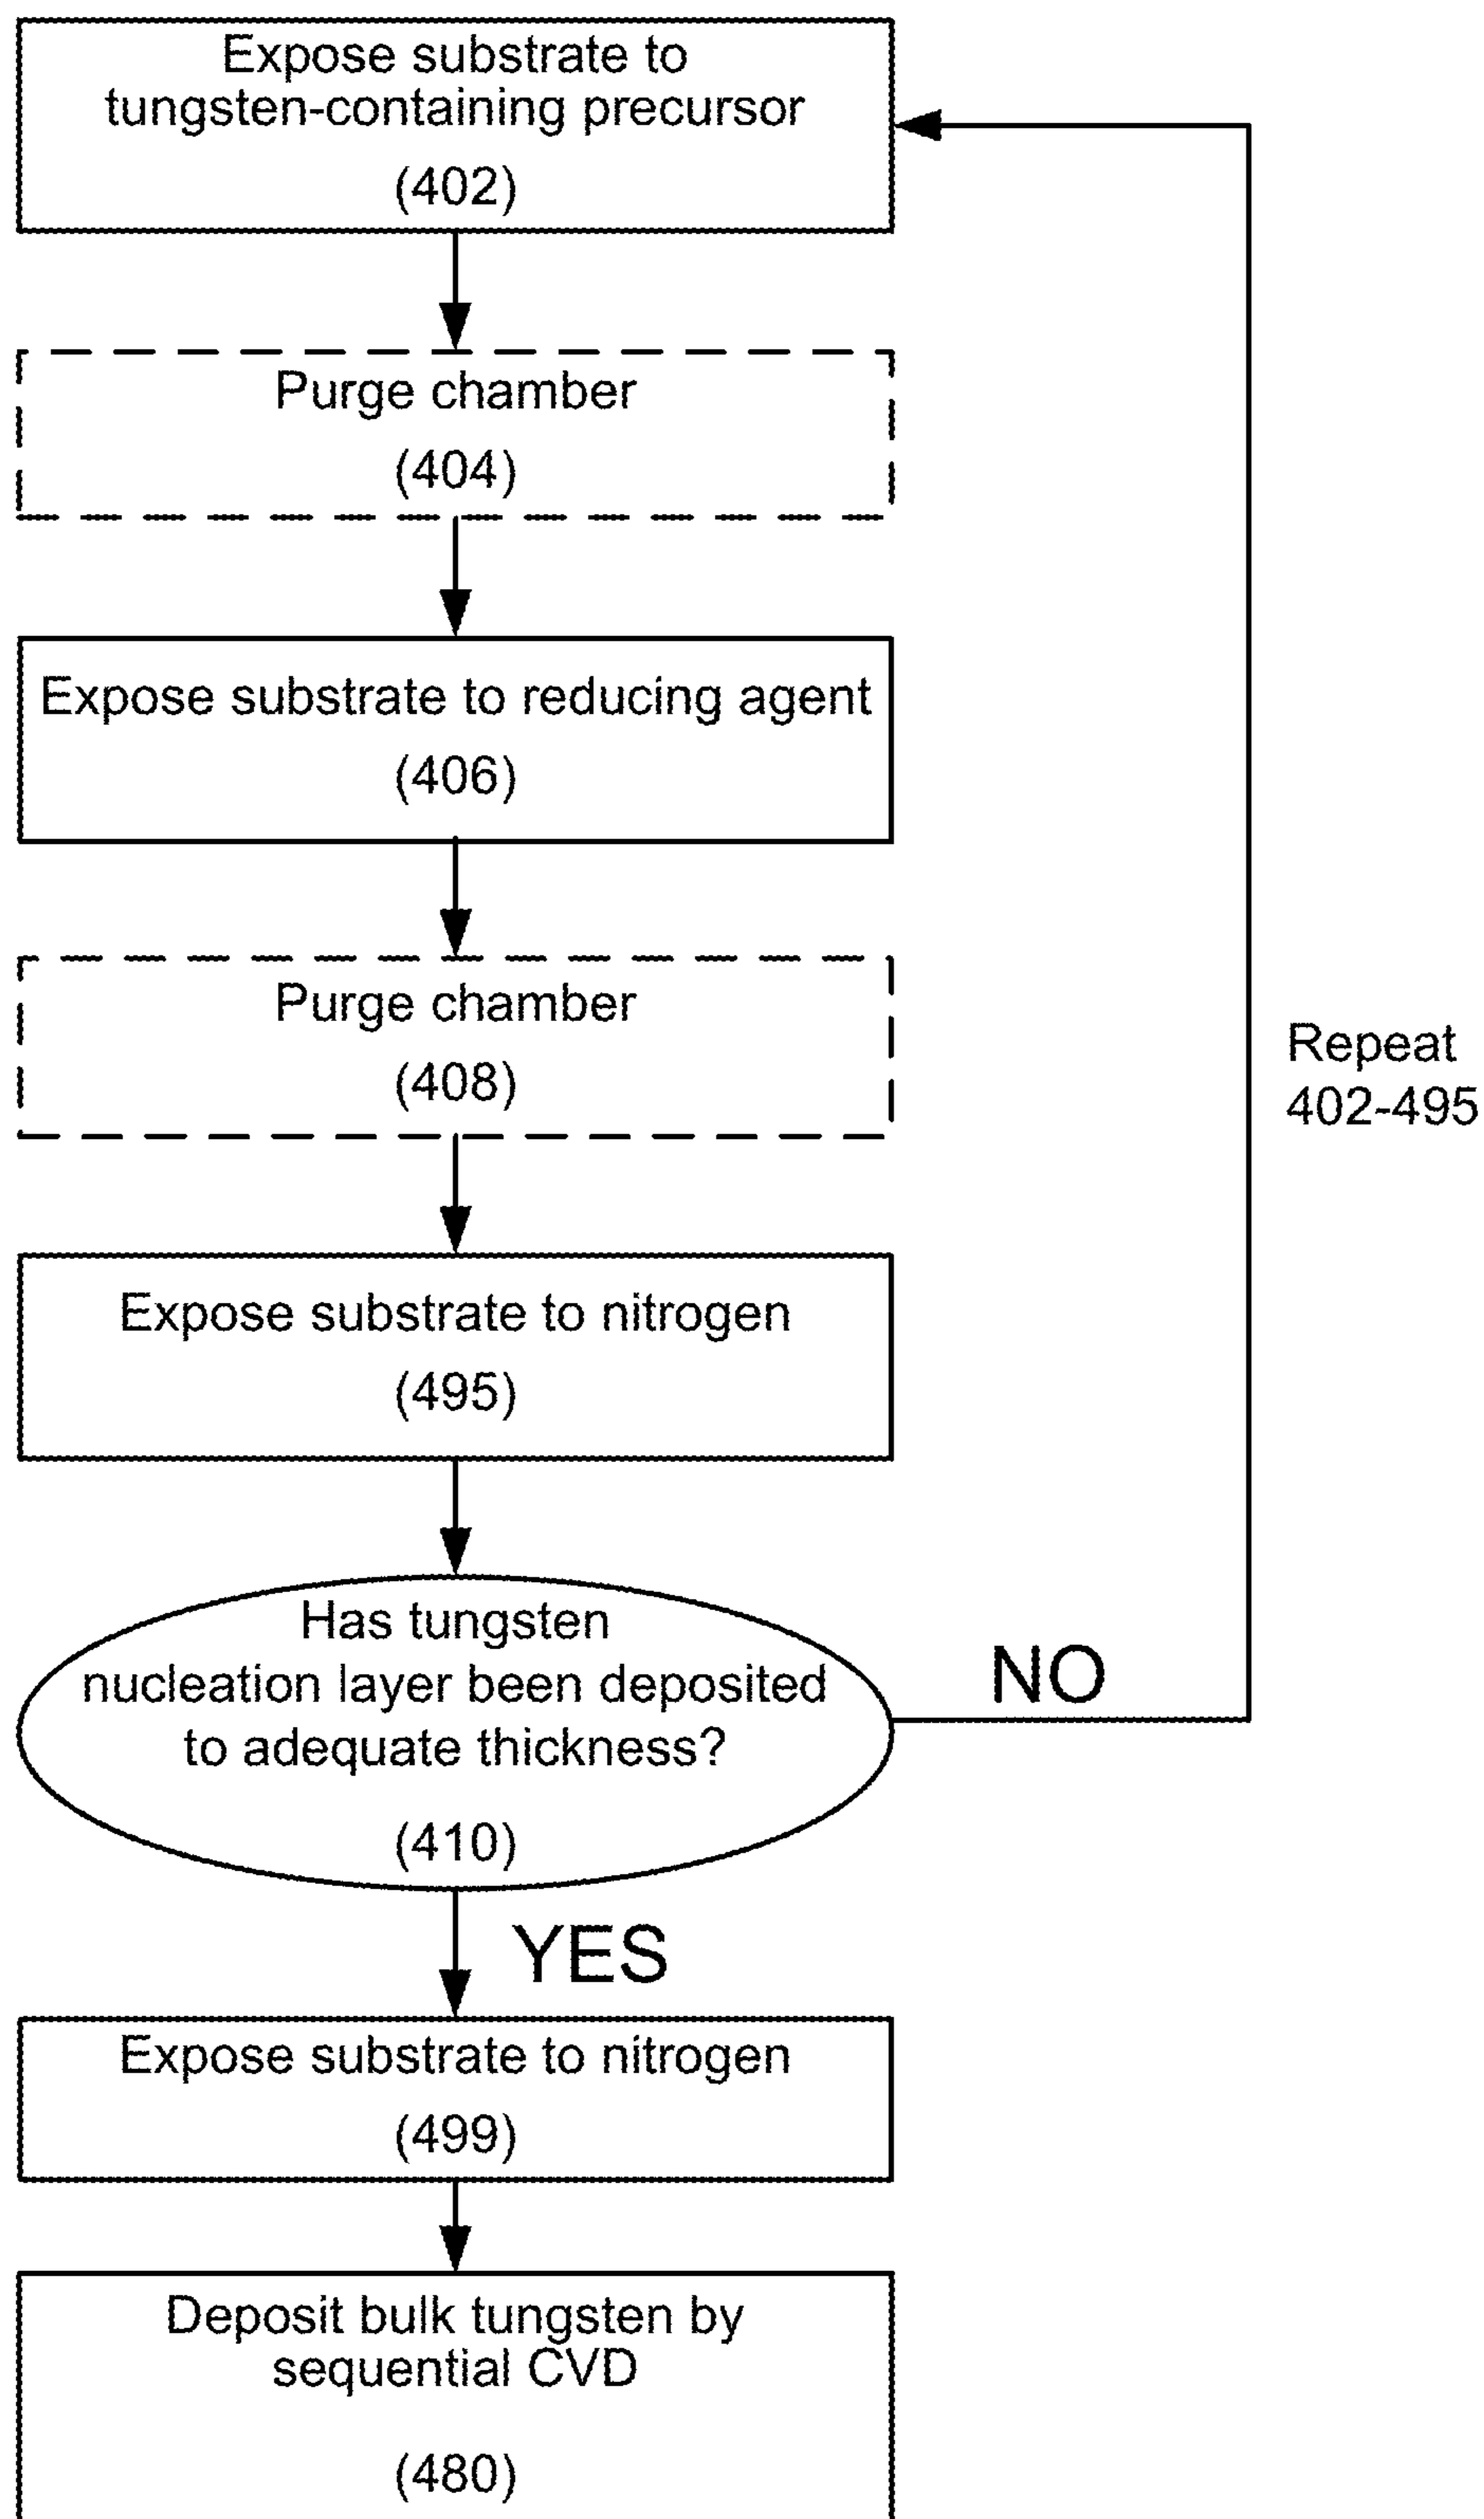 Expose substrate to
tungsten-containing precursor
(402)
Purge chamber
(404)
Expose substrate to reducing agent
(406)
Purge chamber
(408)
Repeat
402-495
Expose substrate to nitrogen
(495)
Has tungsten
nucleation layer been deposited
to adequate thickness?
(410)
NO
YES
Expose substrate to nitrogen
(499)
Deposit bulk tungsten by
sequential CVD
(480)